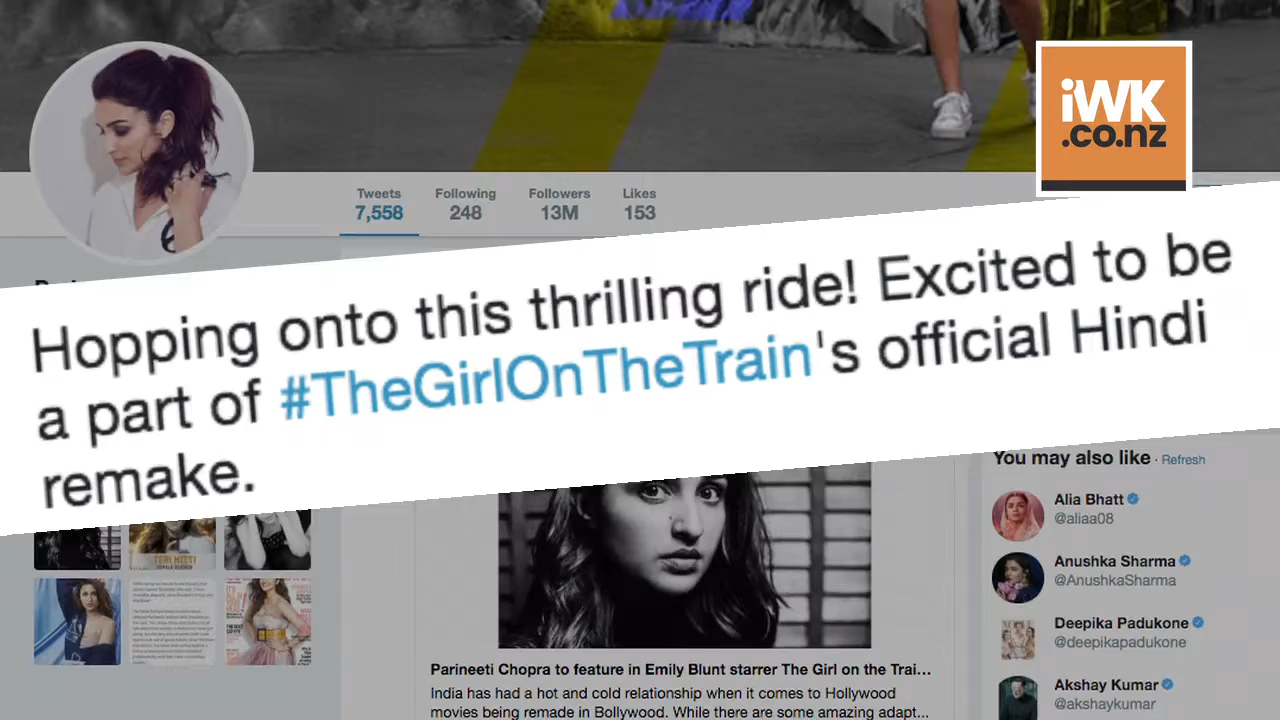 iWK
.co.nz
Tweets
7,558
Following
248
Followers
13M
Likes
153
Hopping onto this thrilling ride! Excited to be
a part of #TheGirlOnTheTrain's official Hindi
remake.
You may also like · Refresh
Alia Bhatt
@aliaa08
Anushka Sharma
@AnushkaSharma
Deepika Padukone
@deepikapadukone
Akshay Kumar
@akshaykumar
Parineeti Chopra to feature in Emily Blunt starrer The Girl on the Trai...
India has had a hot and cold relationship when it comes to Hollywood
movies being remade in Bollywood. While there are some amazing adapt...